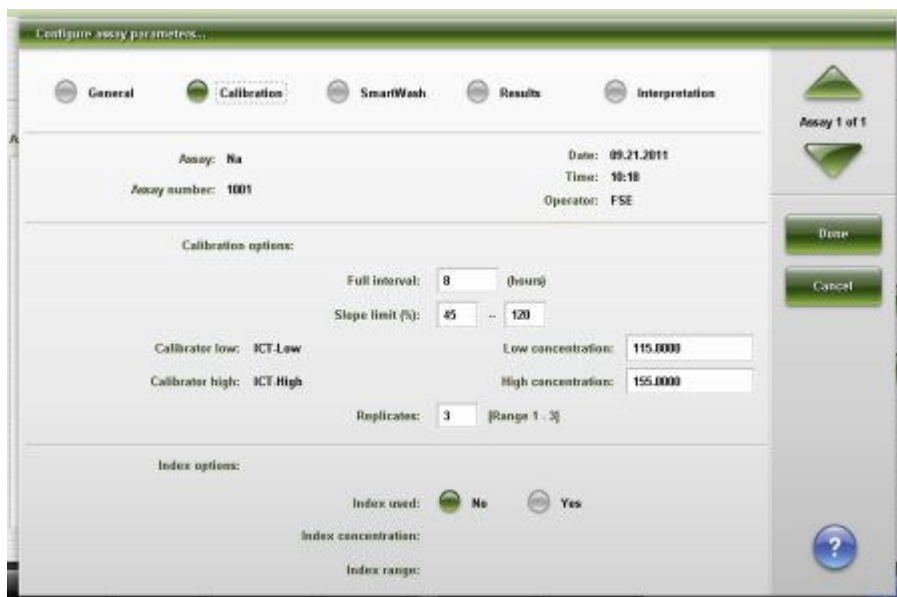 Configure assay parameters...
General Calibration SmartWash Results Interpretation
Assay 1 of 1
Assay: Na Date: 09.21.2011
Time: 10:18
Assay number: 1001
Operator: FSE
Done
Calibration options:
Full interval: 8 (hours)
Cancel
Slope limit (%): 45 -- 120
Calibrator low: ICT-Low Low concentration: 115.0000
Calibrator high: ICT-High High concentration: 155.0000
Replicates: 3 [Range 1 - 3]
Index options:
Index used: No Yes
Index concentration:
Index range:
?